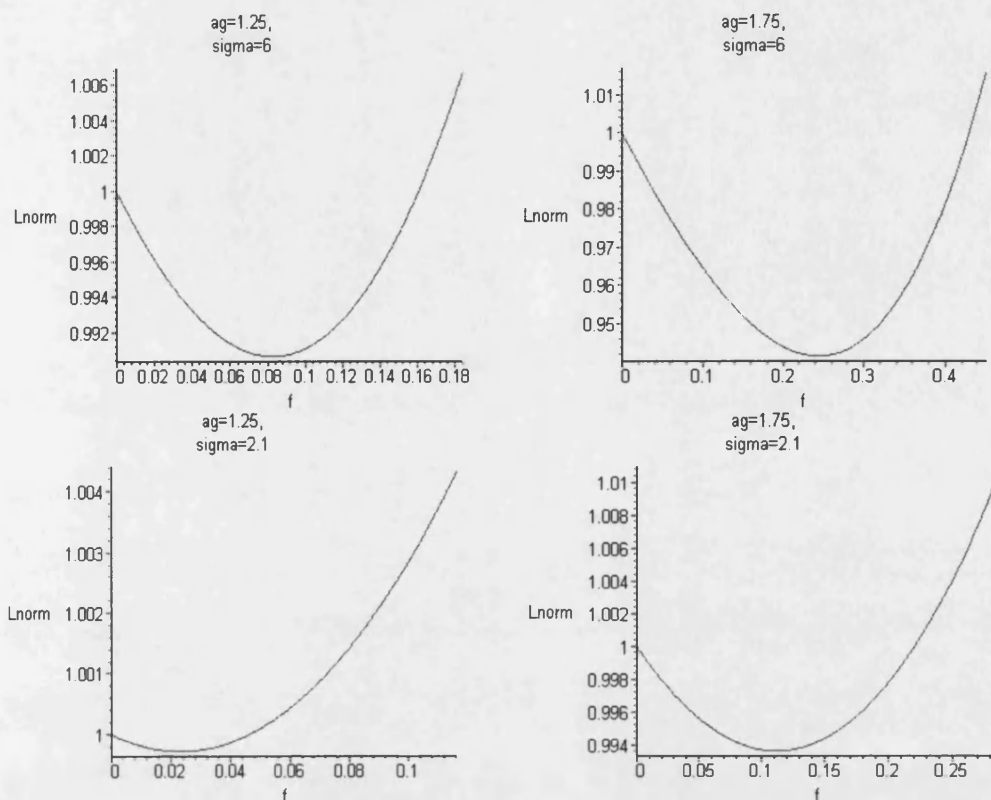 ag=1.25,
sigma=6
1.006
1.004
1.002
1
0.998
0.996
0.994
0.992
Lnorm
0 0.02 0.04 0.06 0.08 0.1 0.12 0.14 0.16 0.18
f
ag=1.75,
sigma=6
1.01
1
0.99
0.98
0.97
0.96
0.95
Lnorm
0 0.1 0.2 0.3 0.4
f
ag=1.25,
sigma=2.1
1.004
1.003
1.002
1.001
1
Lnorm
0 0.02 0.04 0.06 0.08 0.1
f
ag=1.75,
sigma=2.1
1.01
1.008
1.006
1.004
1.002
1
0.998
0.996
0.994
Lnorm
0 0.05 0.1 0.15 0.2 0.25
f